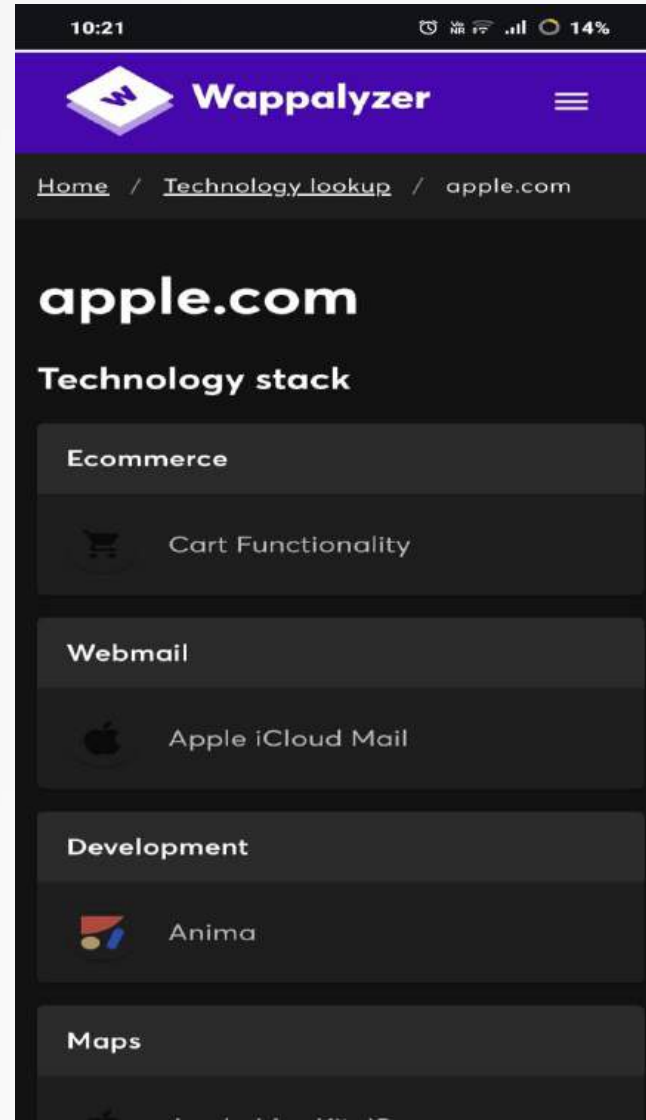 10:21 14%
Wappalyzer
Home / Technology lookup / apple.com
apple.com
Technology stack
Ecommerce
Cart Functionality
Webmail
Apple iCloud Mail
Development
Anima
Maps